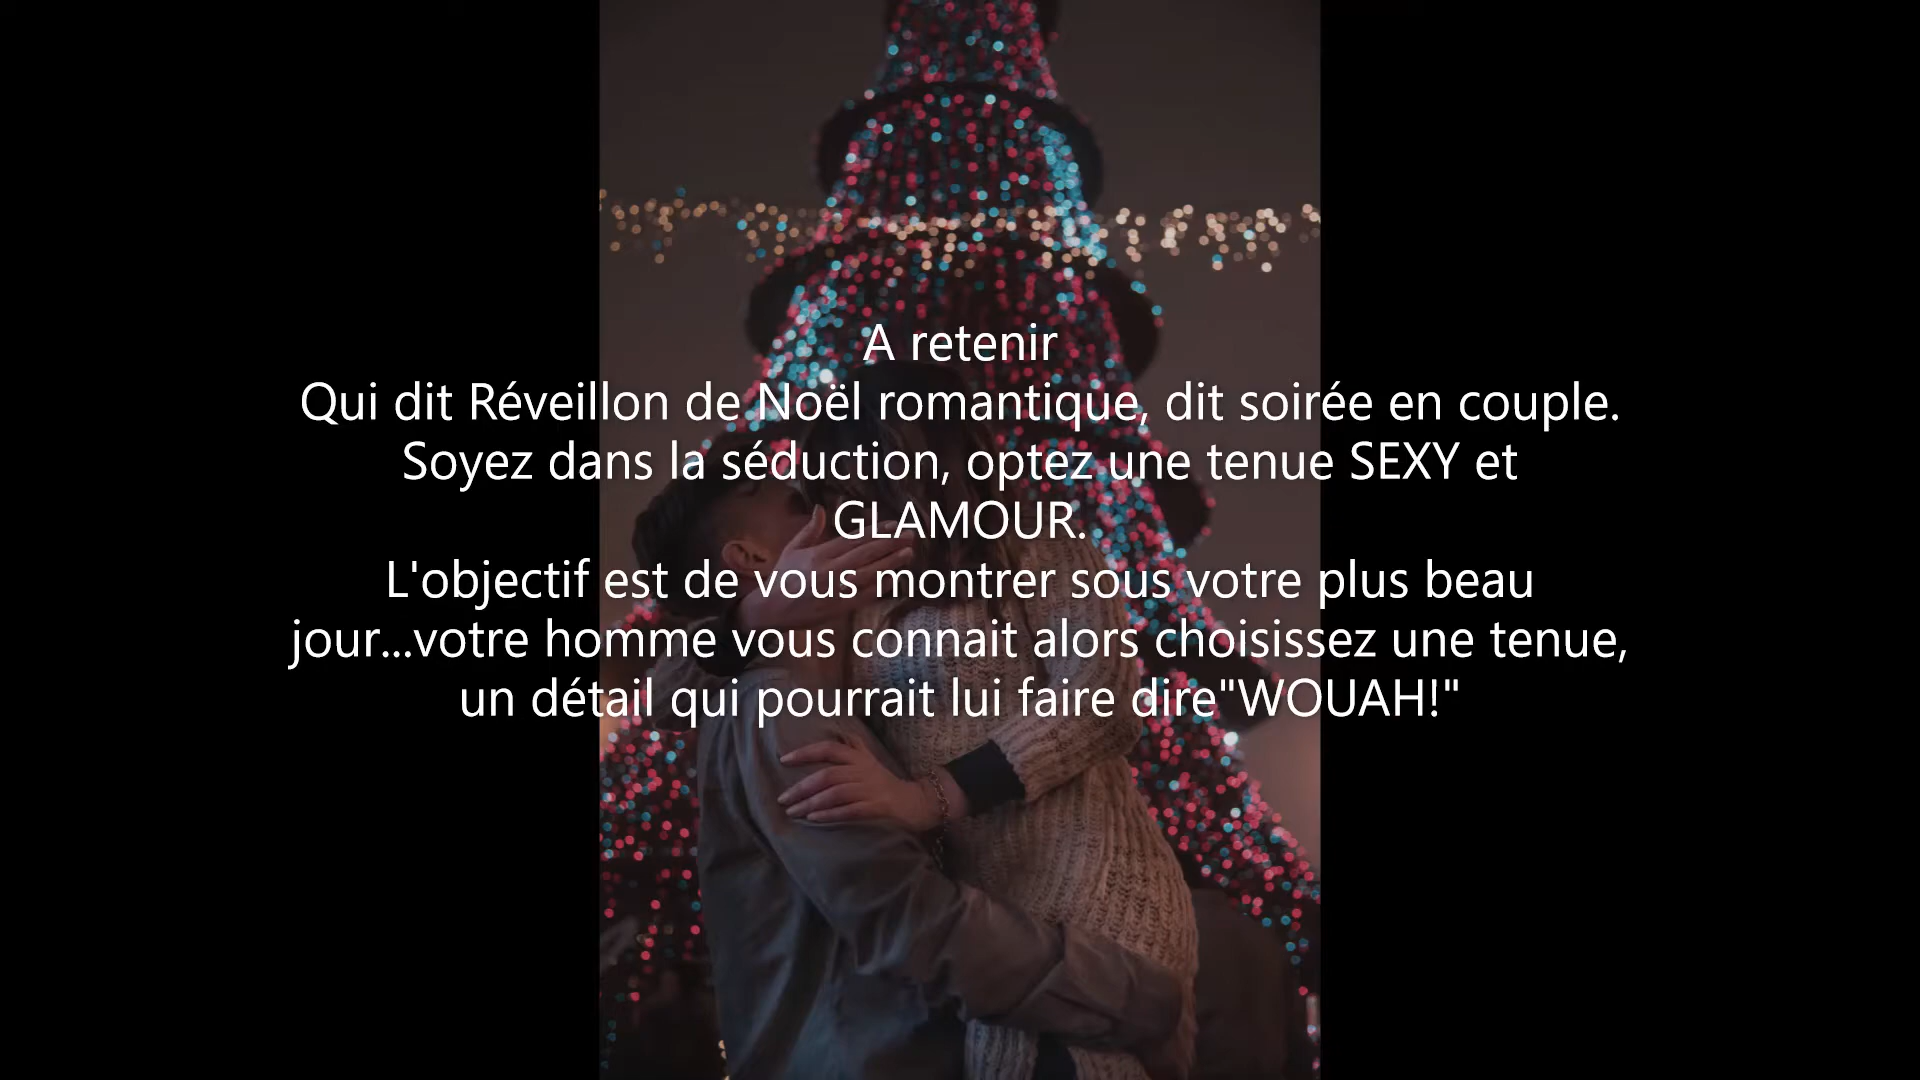 A retenir
Qui dit Réveillon de Noël romantique, dit soirée en couple.
Soyez dans la séduction, optez une tenue SEXY et
GLAMOUR.
L'objectif est de vous montrer sous votre plus beau
jour...votre homme vous connait alors choisissez une tenue,
un détail qui pourrait lui faire dire"WOUAH!"